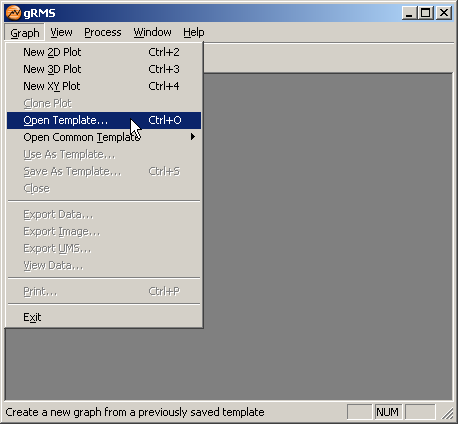 gRMS
Graph View Process Window Help
New 2D Plot Ctrl+2
New 3D Plot Ctrl+3
New XY Plot Ctrl+4
Clone Plot
Open Template... Ctrl+O
Open Common Template
Use As Template...
Save As Template... Ctrl+S
Close
Export Data...
Export Image...
Export UMS...
View Data...
Print... Ctrl+P
Exit
Create a new graph from a previously saved template NUM